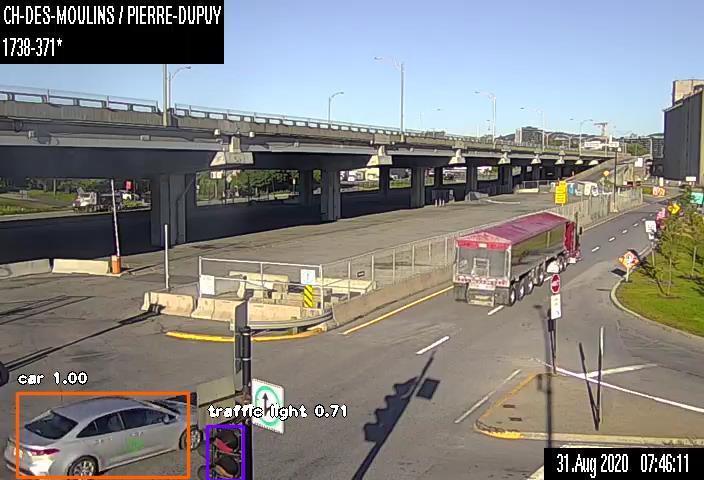 CH-DES-MOULINS / PIERRE-DUPUY
1738-371*
car 1.00
traffic light 0.71
31.Aug 2020 07:46:11